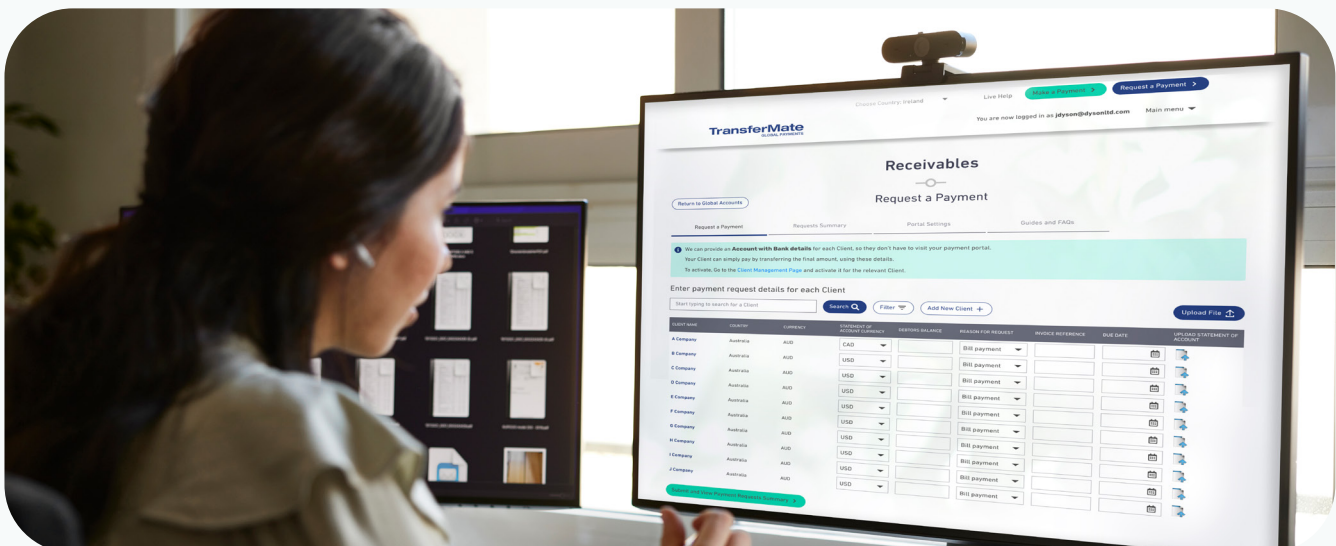 Choose Country: Ireland
Live Help
Make a Payment >
Request a Payment >
You are now logged in as jdyson@dysonltd.com
Main menu
TransferMate
GLOBAL PAYMENTS
Receivables
Request a Payment
Return to Global Accounts
Request a Payment
Requests Summary
Portal Settings
Guides and FAQs
We can provide an Account with Bank details for each Client, so they don't have to visit your payment portal.
Your Client can simply pay by transferring the final amount, using these details.
To activate, Go to the Client Management Page and activate it for the relevant Client.
Enter payment request details for each Client
Start typing to search for a Client
Search
Filter
Add New Client +
Upload File
CLIENT NAME COUNTRY CURRENCY STATEMENT OF ACCOUNT CURRENCY DEBTORS BALANCE REASON FOR REQUEST INVOICE REFERENCE DUE DATE UPLOAD STATEMENT OF ACCOUNT
A Company Australia AUD CAD Bill payment
B Company Australia AUD USD Bill payment
C Company Australia AUD USD Bill payment
D Company Australia AUD USD Bill payment
E Company Australia AUD USD Bill payment
F Company Australia AUD USD Bill payment
G Company Australia AUD USD Bill payment
H Company Australia AUD USD Bill payment
I Company Australia AUD USD Bill payment
J Company Australia AUD USD Bill payment
Submit and View Payment Requests Summary >